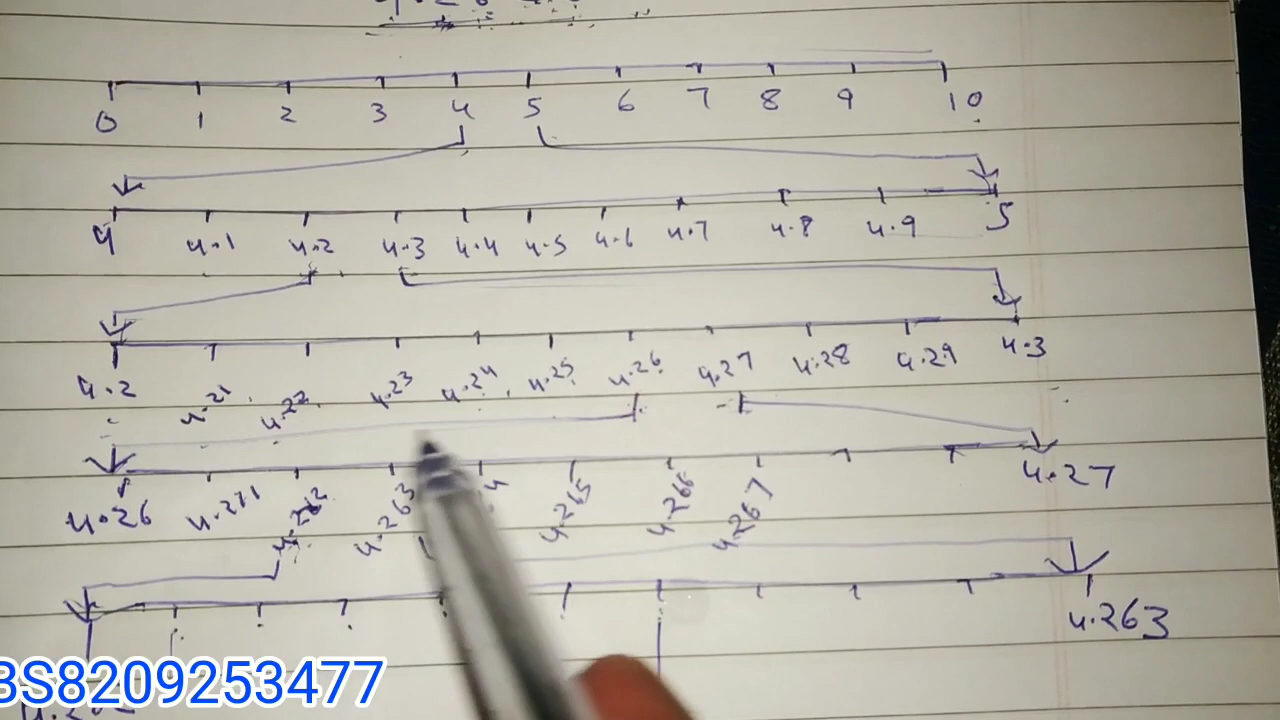 0 1 2 3 4 5 6 7 8 9 10
4 4.1 4.2 4.3 4.4 4.5 4.6 4.7 4.8 4.9 5
4.2 4.21 4.22 4.23 4.24 4.25 4.26 4.27 4.28 4.29 4.3
4.26 4.271 4.262 4.263 4.265 4.266 4.267 4.27
4.263
BS8209253477